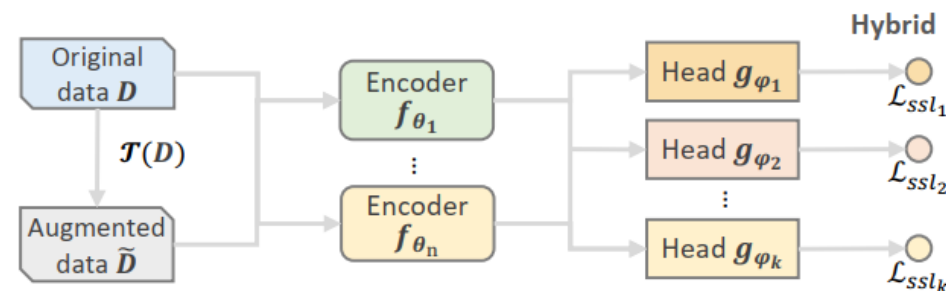 Hybrid
Original
data D
𝒯(D)
Augmented
data D̃
Encoder
f_θ₁
⋮
Encoder
f_θₙ
Head g_φ₁
Head g_φ₂
⋮
Head g_φₖ
ℒ_ssl₁
ℒ_ssl₂
ℒ_sslₖ